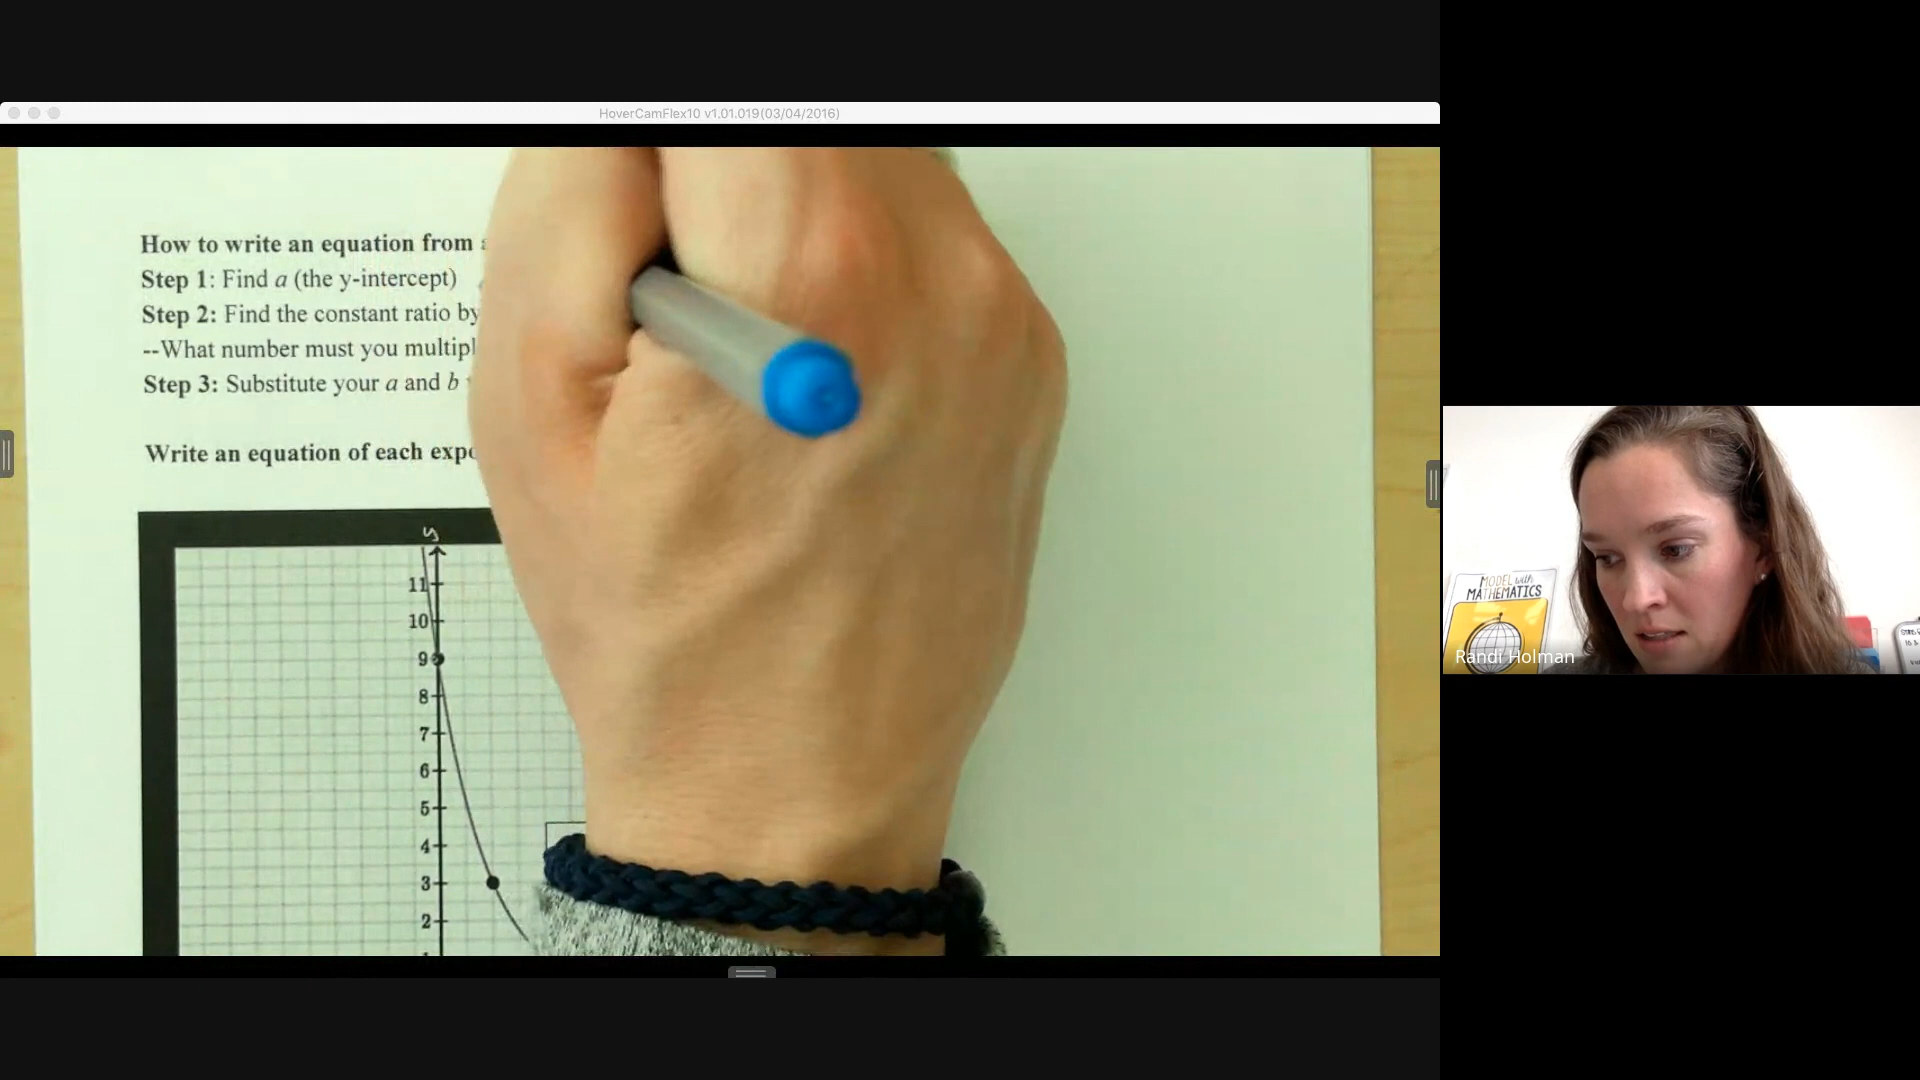 HoverCamFlex10 v1.01.019(03/04/2016)
How to write an equation from
Step 1: Find a (the y-intercept)
Step 2: Find the constant ratio by
--What number must you multipl
Step 3: Substitute your a and b
Write an equation of each expo
y
11
10
9
8
7
6
5
4
3
2
MODEL with
MATHEMATICS
Randi Holman